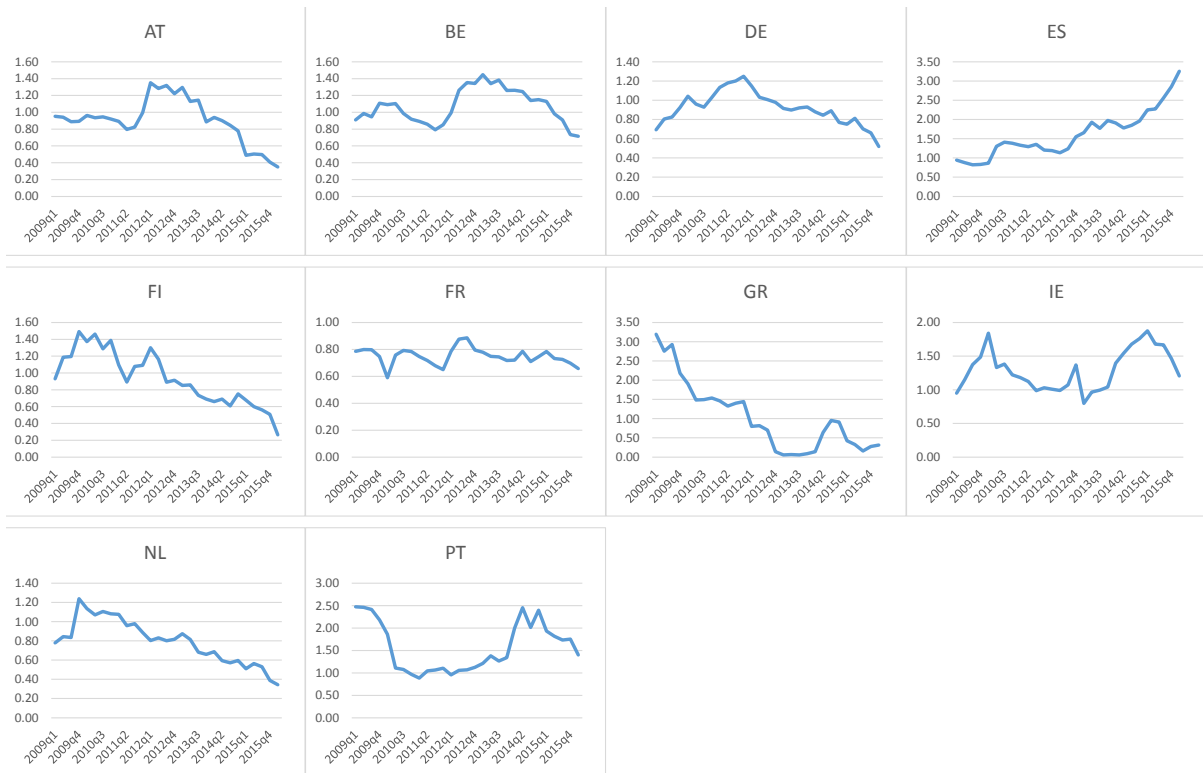 AT
1.60
1.40
1.20
1.00
0.80
0.60
0.40
0.20
0.00
2009q1
2009q4
2010q3
2011q2
2012q1
2012q4
2013q3
2014q2
2015q1
2015q4
BE
1.60
1.40
1.20
1.00
0.80
0.60
0.40
0.20
0.00
2009q1
2009q4
2010q3
2011q2
2012q1
2012q4
2013q3
2014q2
2015q1
2015q4
DE
1.40
1.20
1.00
0.80
0.60
0.40
0.20
0.00
2009q1
2009q4
2010q3
2011q2
2012q1
2012q4
2013q3
2014q2
2015q1
2015q4
ES
3.50
3.00
2.50
2.00
1.50
1.00
0.50
0.00
2009q1
2009q4
2010q3
2011q2
2012q1
2012q4
2013q3
2014q2
2015q1
2015q4
FI
1.60
1.40
1.20
1.00
0.80
0.60
0.40
0.20
0.00
2009q1
2009q4
2010q3
2011q2
2012q1
2012q4
2013q3
2014q2
2015q1
2015q4
FR
1.00
0.80
0.60
0.40
0.20
0.00
2009q1
2009q4
2010q3
2011q2
2012q1
2012q4
2013q3
2014q2
2015q1
2015q4
GR
3.50
3.00
2.50
2.00
1.50
1.00
0.50
0.00
2009q1
2009q4
2010q3
2011q2
2012q1
2012q4
2013q3
2014q2
2015q1
2015q4
IE
2.00
1.50
1.00
0.50
0.00
2009q1
2009q4
2010q3
2011q2
2012q1
2012q4
2013q3
2014q2
2015q1
2015q4
NL
1.40
1.20
1.00
0.80
0.60
0.40
0.20
0.00
2009q1
2009q4
2010q3
2011q2
2012q1
2012q4
2013q3
2014q2
2015q1
2015q4
PT
3.00
2.50
2.00
1.50
1.00
0.50
0.00
2009q1
2009q4
2010q3
2011q2
2012q1
2012q4
2013q3
2014q2
2015q1
2015q4